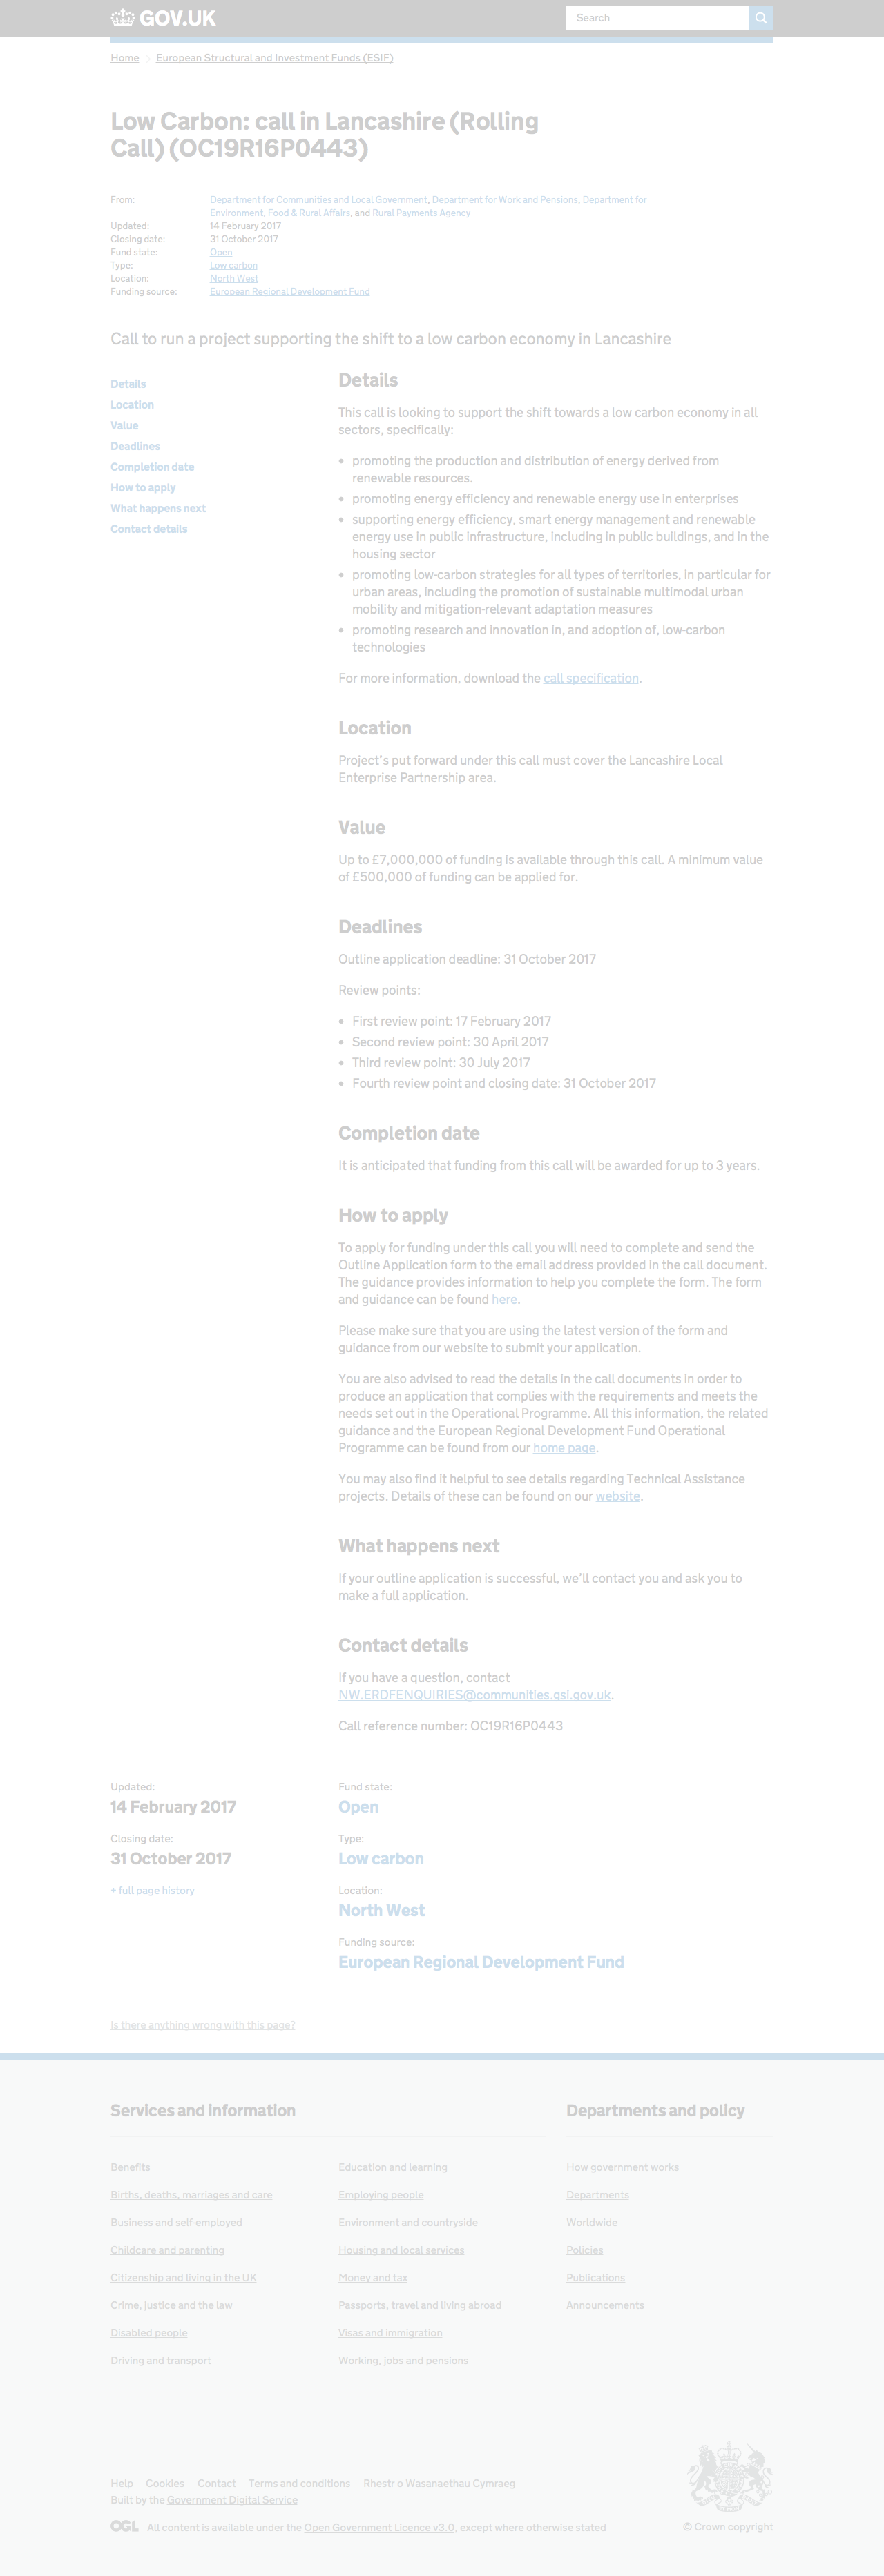 GOV.UK
Search
Home
European Structural and Investment Funds (ESIF)
Low Carbon: call in Lancashire (Rolling
Call) (OC19R16P0443)
From:
Department for Communities and Local Government, Department for Work and Pensions, Department for
Environment, Food & Rural Affairs, and Rural Payments Agency
Updated:
14 February 2017
Closing date:
31 October 2017
Fund state:
Open
Type:
Low carbon
Location:
North West
Funding source:
European Regional Development Fund
Call to run a project supporting the shift to a low carbon economy in Lancashire
Details
Location
Value
Deadlines
Completion date
How to apply
What happens next
Contact details
Details
This call is looking to support the shift towards a low carbon economy in all
sectors, specifically:
• promoting the production and distribution of energy derived from
renewable resources.
• promoting energy efficiency and renewable energy use in enterprises
• supporting energy efficiency, smart energy management and renewable
energy use in public infrastructure, including in public buildings, and in the
housing sector
• promoting low-carbon strategies for all types of territories, in particular for
urban areas, including the promotion of sustainable multimodal urban
mobility and mitigation-relevant adaptation measures
• promoting research and innovation in, and adoption of, low-carbon
technologies
For more information, download the call specification.
Location
Project's put forward under this call must cover the Lancashire Local
Enterprise Partnership area.
Value
Up to £7,000,000 of funding is available through this call. A minimum value
of £500,000 of funding can be applied for.
Deadlines
Outline application deadline: 31 October 2017
Review points:
• First review point: 17 February 2017
• Second review point: 30 April 2017
• Third review point: 30 July 2017
• Fourth review point and closing date: 31 October 2017
Completion date
It is anticipated that funding from this call will be awarded for up to 3 years.
How to apply
To apply for funding under this call you will need to complete and send the
Outline Application form to the email address provided in the call document.
The guidance provides information to help you complete the form. The form
and guidance can be found here.
Please make sure that you are using the latest version of the form and
guidance from our website to submit your application.
You are also advised to read the details in the call documents in order to
produce an application that complies with the requirements and meets the
needs set out in the Operational Programme. All this information, the related
guidance and the European Regional Development Fund Operational
Programme can be found from our home page.
You may also find it helpful to see details regarding Technical Assistance
projects. Details of these can be found on our website.
What happens next
If your outline application is successful, we'll contact you and ask you to
make a full application.
Contact details
If you have a question, contact
NW.ERDFENQUIRIES@communities.gsi.gov.uk.
Call reference number: OC19R16P0443
Updated:
14 February 2017
Closing date:
31 October 2017
+ full page history
Fund state:
Open
Type:
Low carbon
Location:
North West
Funding source:
European Regional Development Fund
Is there anything wrong with this page?
Services and information
Benefits
Births, deaths, marriages and care
Business and self-employed
Childcare and parenting
Citizenship and living in the UK
Crime, justice and the law
Disabled people
Driving and transport
Education and learning
Employing people
Environment and countryside
Housing and local services
Money and tax
Passports, travel and living abroad
Visas and immigration
Working, jobs and pensions
Departments and policy
How government works
Departments
Worldwide
Policies
Publications
Announcements
Help
Cookies
Contact
Terms and conditions
Rhestr o Wasanaethau Cymraeg
Built by the Government Digital Service
OGL
All content is available under the Open Government Licence v3.0, except where otherwise stated
© Crown copyright